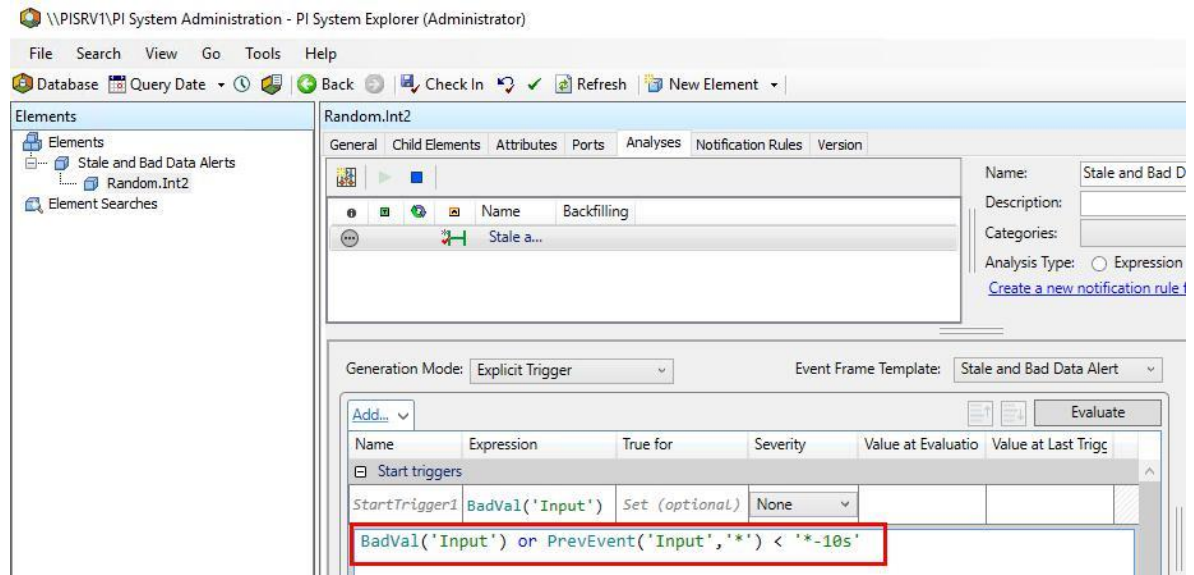 \\PISRV1\PI System Administration - PI System Explorer (Administrator)
File Search View Go Tools Help
Database Query Date Back Check In Refresh New Element
Elements
Elements
Stale and Bad Data Alerts
Random.Int2
Element Searches
Random.Int2
General Child Elements Attributes Ports Analyses Notification Rules Version
Name Backfilling
Stale a...
Name: Stale and Bad D
Description:
Categories:
Analysis Type: Expression
Create a new notification rule f
Generation Mode: Explicit Trigger Event Frame Template: Stale and Bad Data Alert
Add... Evaluate
Name Expression True for Severity Value at Evaluatio Value at Last Trigg
Start triggers
StartTrigger1 BadVal('Input') Set (optional) None
BadVal('Input') or PrevEvent('Input','*') < '*-10s'